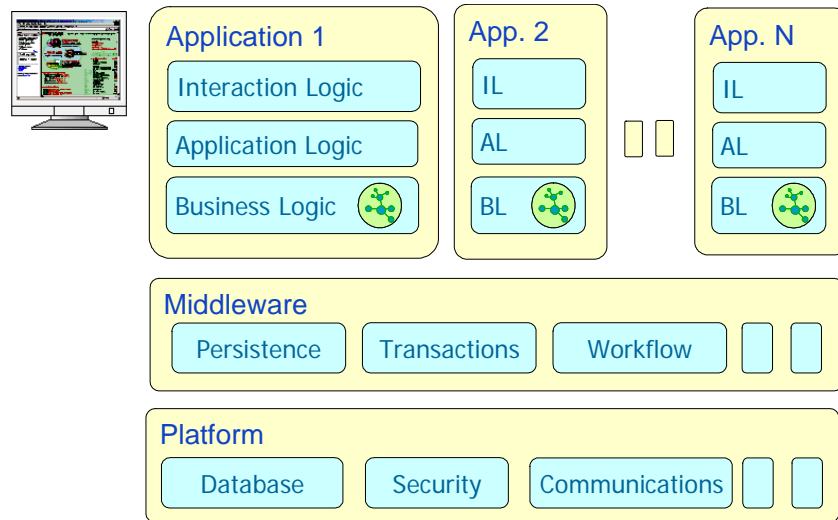 Application 1
Interaction Logic
Application Logic
Business Logic
App. 2
IL
AL
BL
App. N
IL
AL
BL
Middleware
Persistence
Transactions
Workflow
Platform
Database
Security
Communications